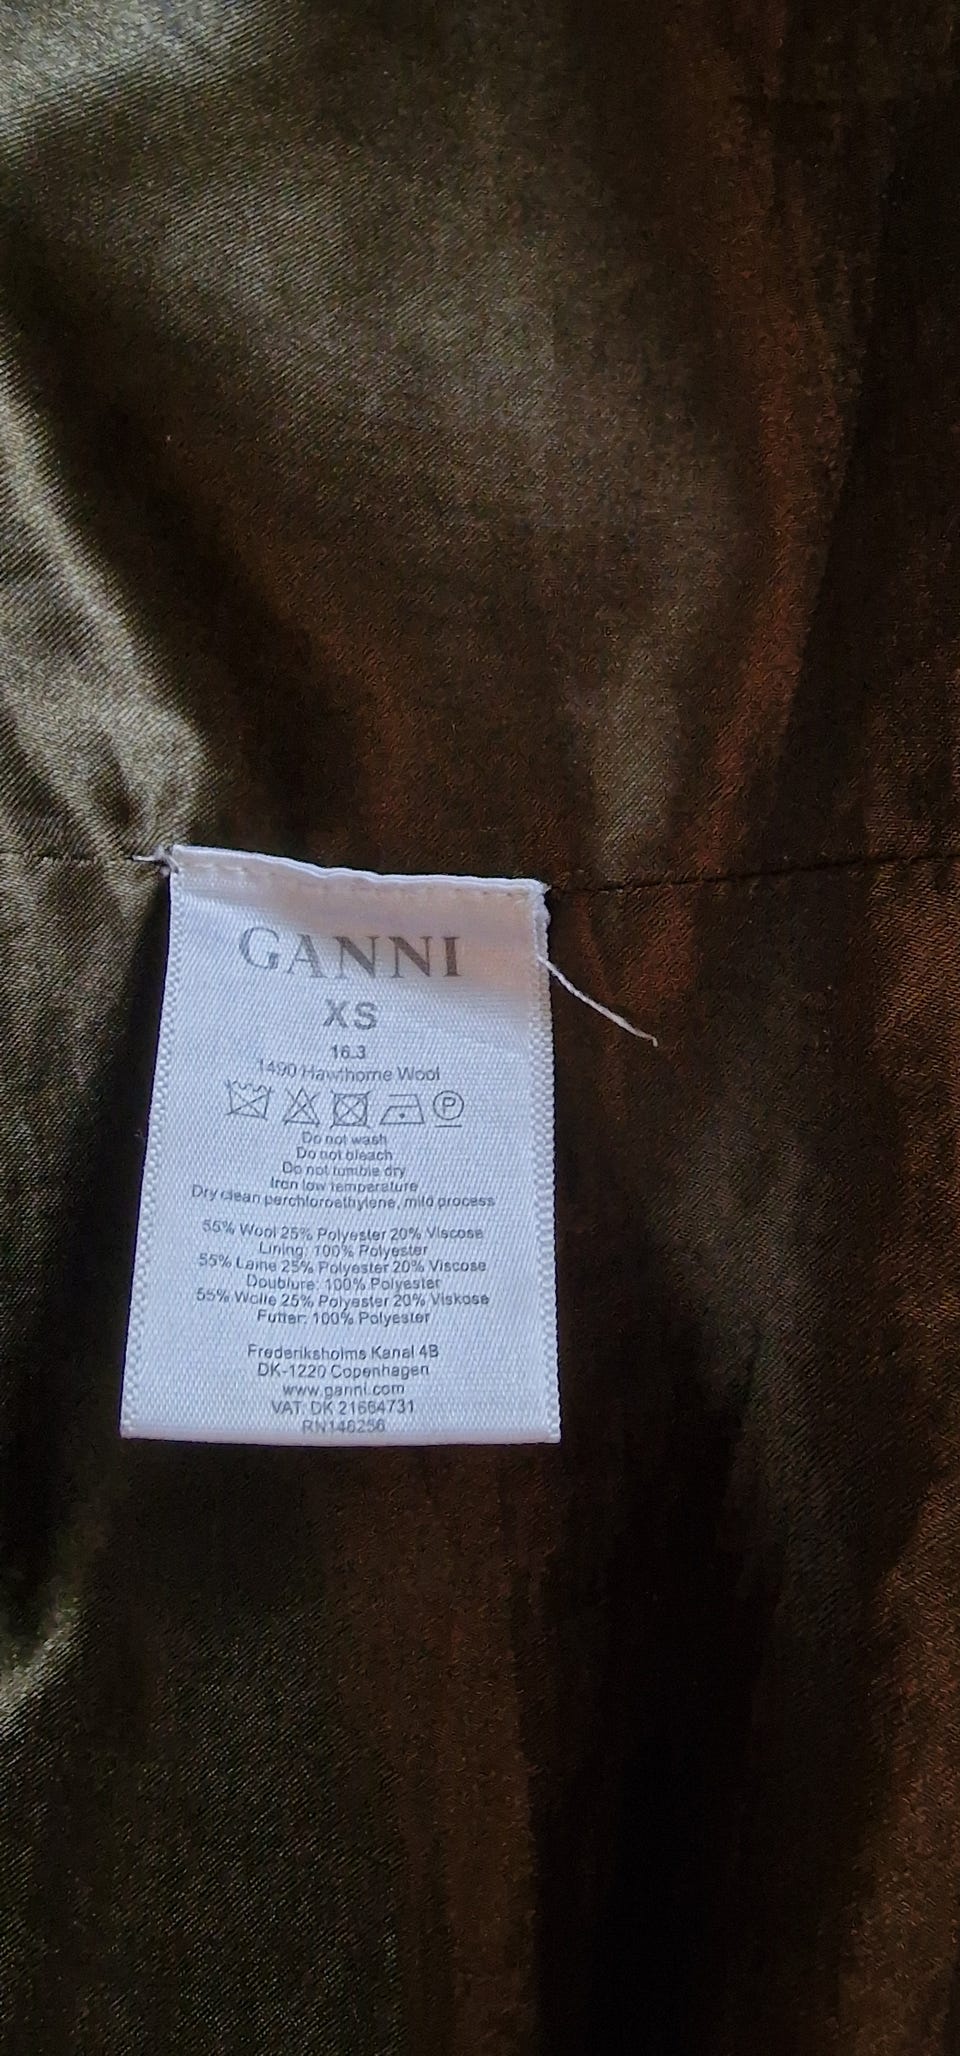 GANNI
XS
16.3
1490 Hawthorne Wool
P
Do not wash
Do not bleach
Do not tumble dry
Iron low temperature
Dry clean perchloroethylene, mild process
55% Wool 25% Polyester 20% Viscose
Lining: 100% Polyester
55% Laine 25% Polyester 20% Viscose
Doublure: 100% Polyester
55% Wolle 25% Polyester 20% Viskose
Futter: 100% Polyester
Frederiksholms Kanal 4B
DK-1220 Copenhagen
www.ganni.com
VAT: DK 21664731
RN148256